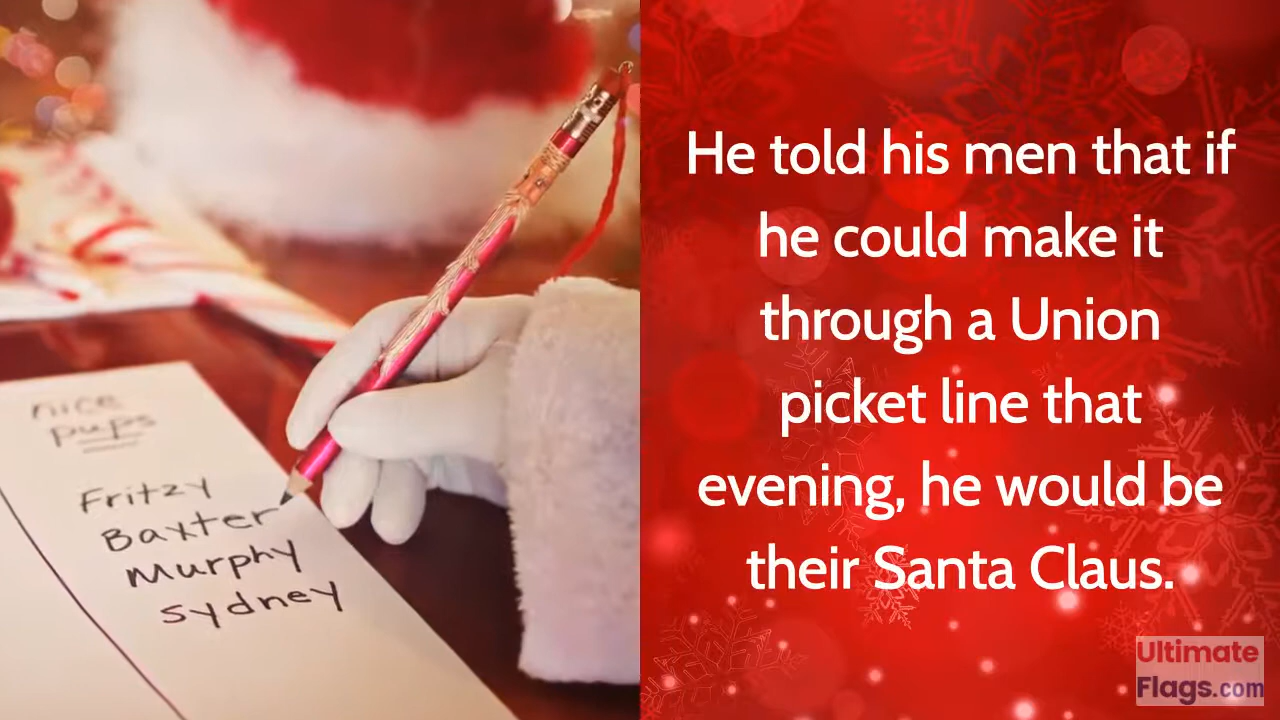 nice
pups
Fritzy
Baxter
Murphy
Sydney
He told his men that if
he could make it
through a Union
picket line that
evening, he would be
their Santa Claus.
Ultimate
Flags.com